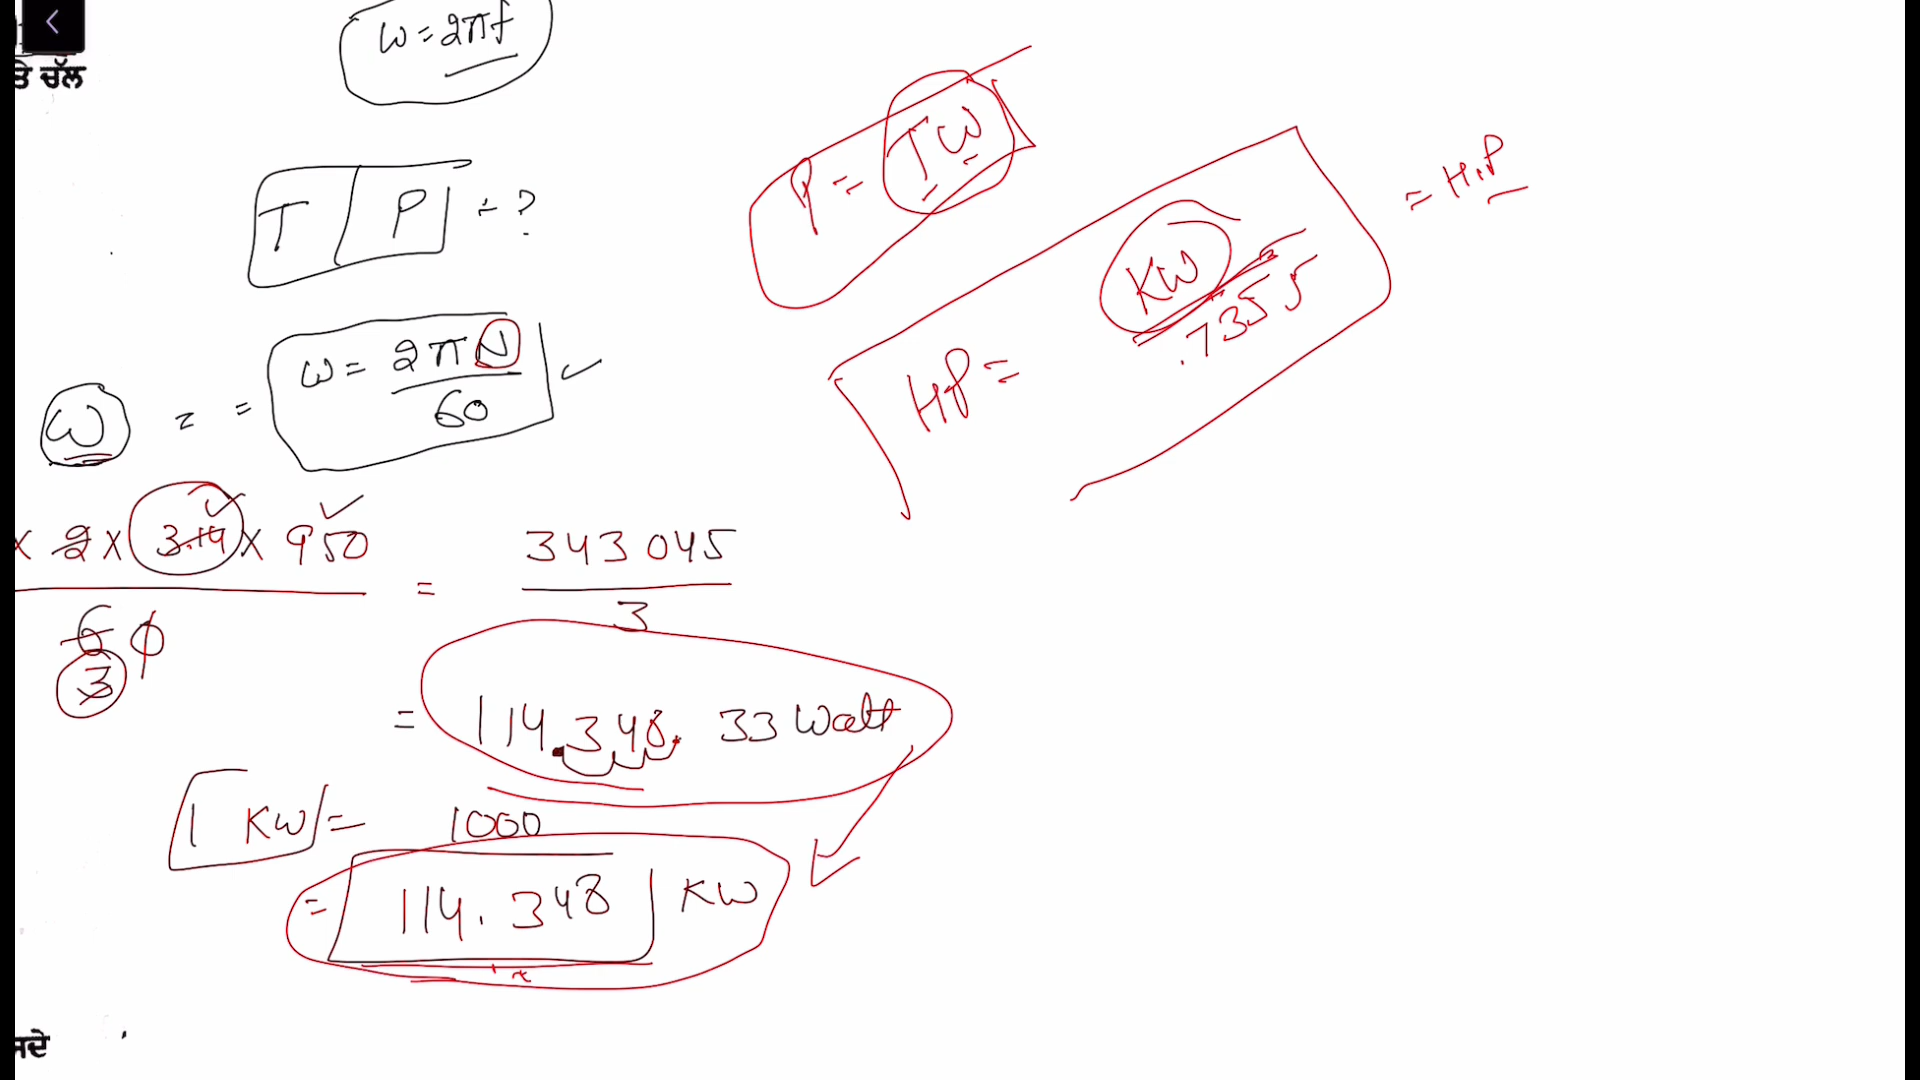 ω = 2πf
ਤੇ ਚੱਲ
P = Tω
T P = ?
HP = KW / .7355 = H.P
ω = = ω = 2πN / 60
x 2 x 3.14 x 950 / 60 = 343045 / 3
3
= 114.348.33 Watt
1 KW = 1000
= 114.348 KW